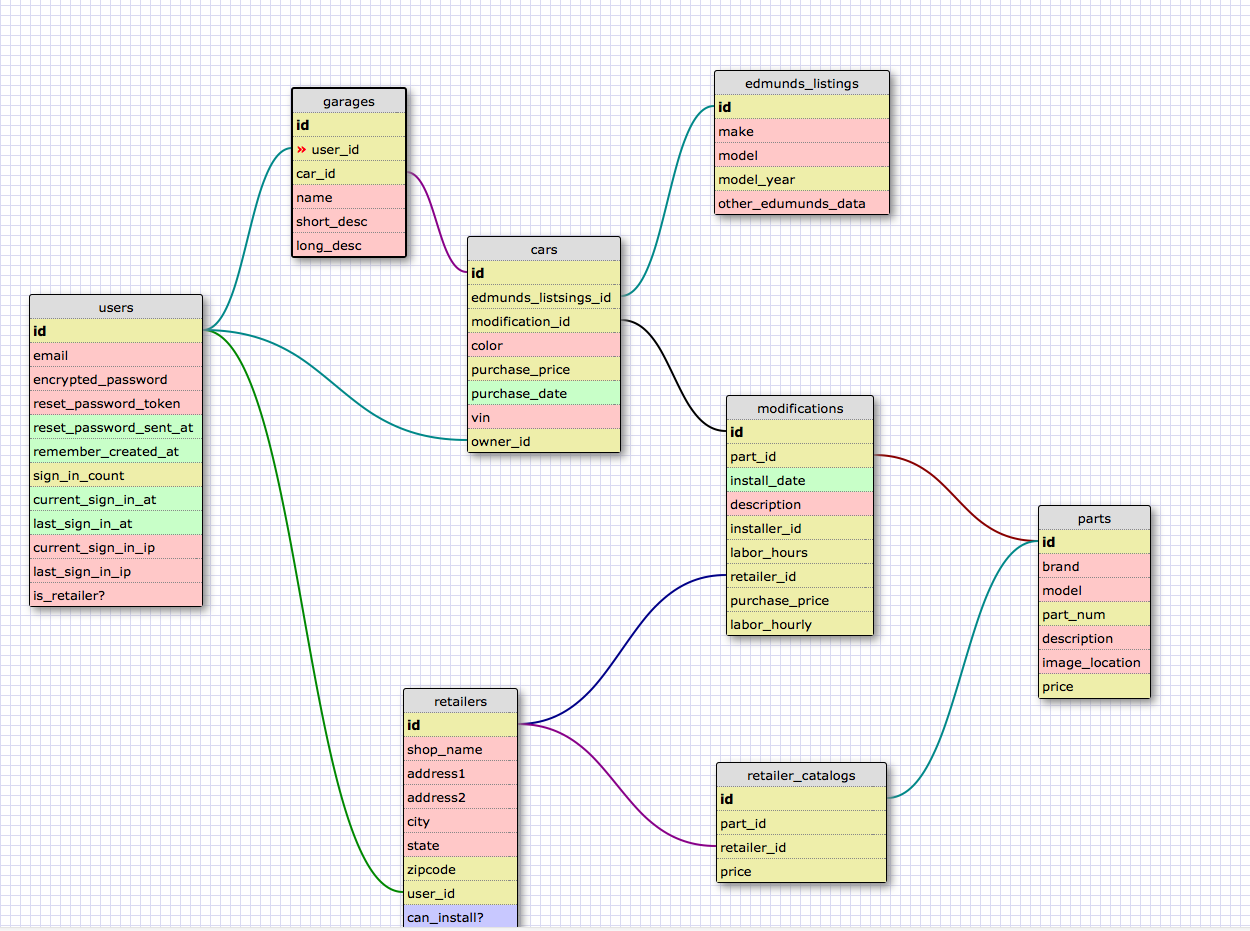 garages
id
» user_id
car_id
name
short_desc
long_desc
edmunds_listings
id
make
model
model_year
other_edumunds_data
cars
id
edmunds_listsings_id
modification_id
color
purchase_price
purchase_date
vin
owner_id
users
id
email
encrypted_password
reset_password_token
reset_password_sent_at
remember_created_at
sign_in_count
current_sign_in_at
last_sign_in_at
current_sign_in_ip
last_sign_in_ip
is_retailer?
modifications
id
part_id
install_date
description
installer_id
labor_hours
retailer_id
purchase_price
labor_hourly
parts
id
brand
model
part_num
description
image_location
price
retailers
id
shop_name
address1
address2
city
state
zipcode
user_id
can_install?
retailer_catalogs
id
part_id
retailer_id
price